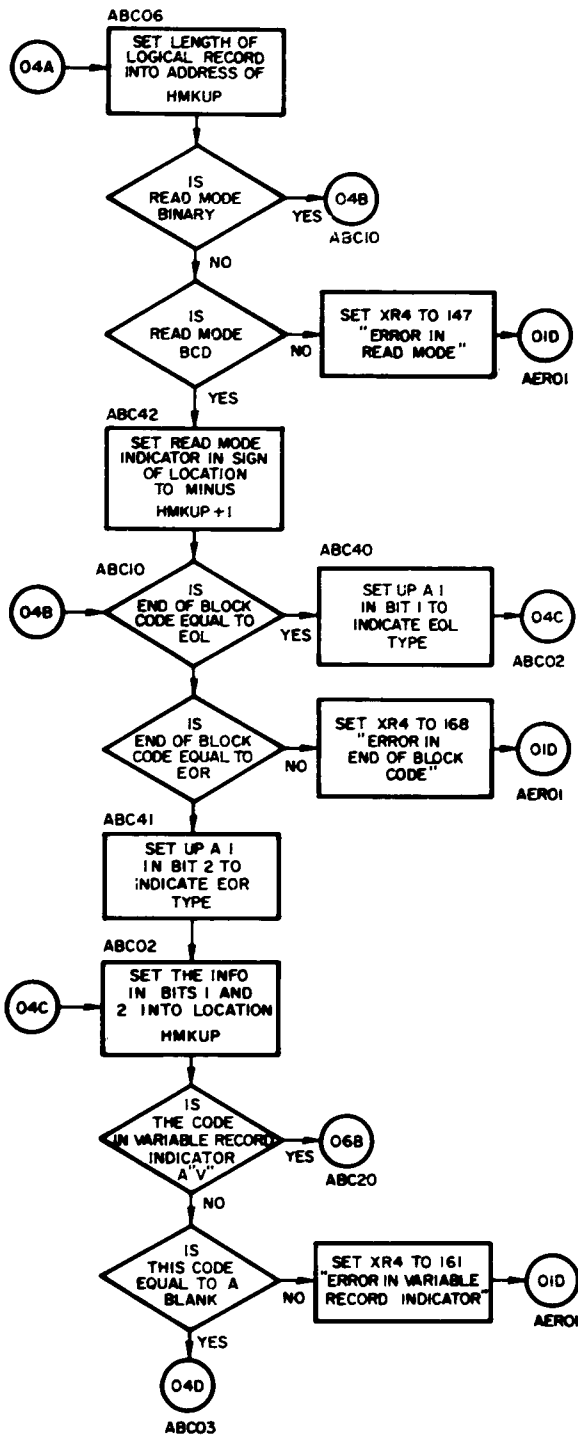 ABC06
04A
SET LENGTH OF
LOGICAL RECORD
INTO ADDRESS OF
HMKUP
IS
READ MODE
BINARY
YES
04B
ABC10
NO
IS
READ MODE
BCD
NO
SET XR4 TO 147
"ERROR IN
READ MODE"
01D
AER01
YES
ABC42
SET READ MODE
INDICATOR IN SIGN
OF LOCATION
TO MINUS
HMKUP +1
ABC10
04B
IS
END OF BLOCK
CODE EQUAL TO
EOL
YES
ABC40
SET UP A 1
IN BIT 1 TO
INDICATE EOL
TYPE
04C
ABC02
IS
END OF BLOCK
CODE EQUAL TO
EOR
NO
SET XR4 TO 168
"ERROR IN
END OF BLOCK
CODE"
01D
AER01
ABC41
SET UP A 1
IN BIT 2 TO
INDICATE EOR
TYPE
ABC02
04C
SET THE INFO
IN BITS 1 AND
2 INTO LOCATION
HMKUP
IS
THE CODE
IN VARIABLE RECORD
INDICATOR
A "V"
YES
06B
ABC20
NO
IS
THIS CODE
EQUAL TO A
BLANK
NO
SET XR4 TO 161
"ERROR IN VARIABLE
RECORD INDICATOR"
01D
AER01
YES
04D
ABC03